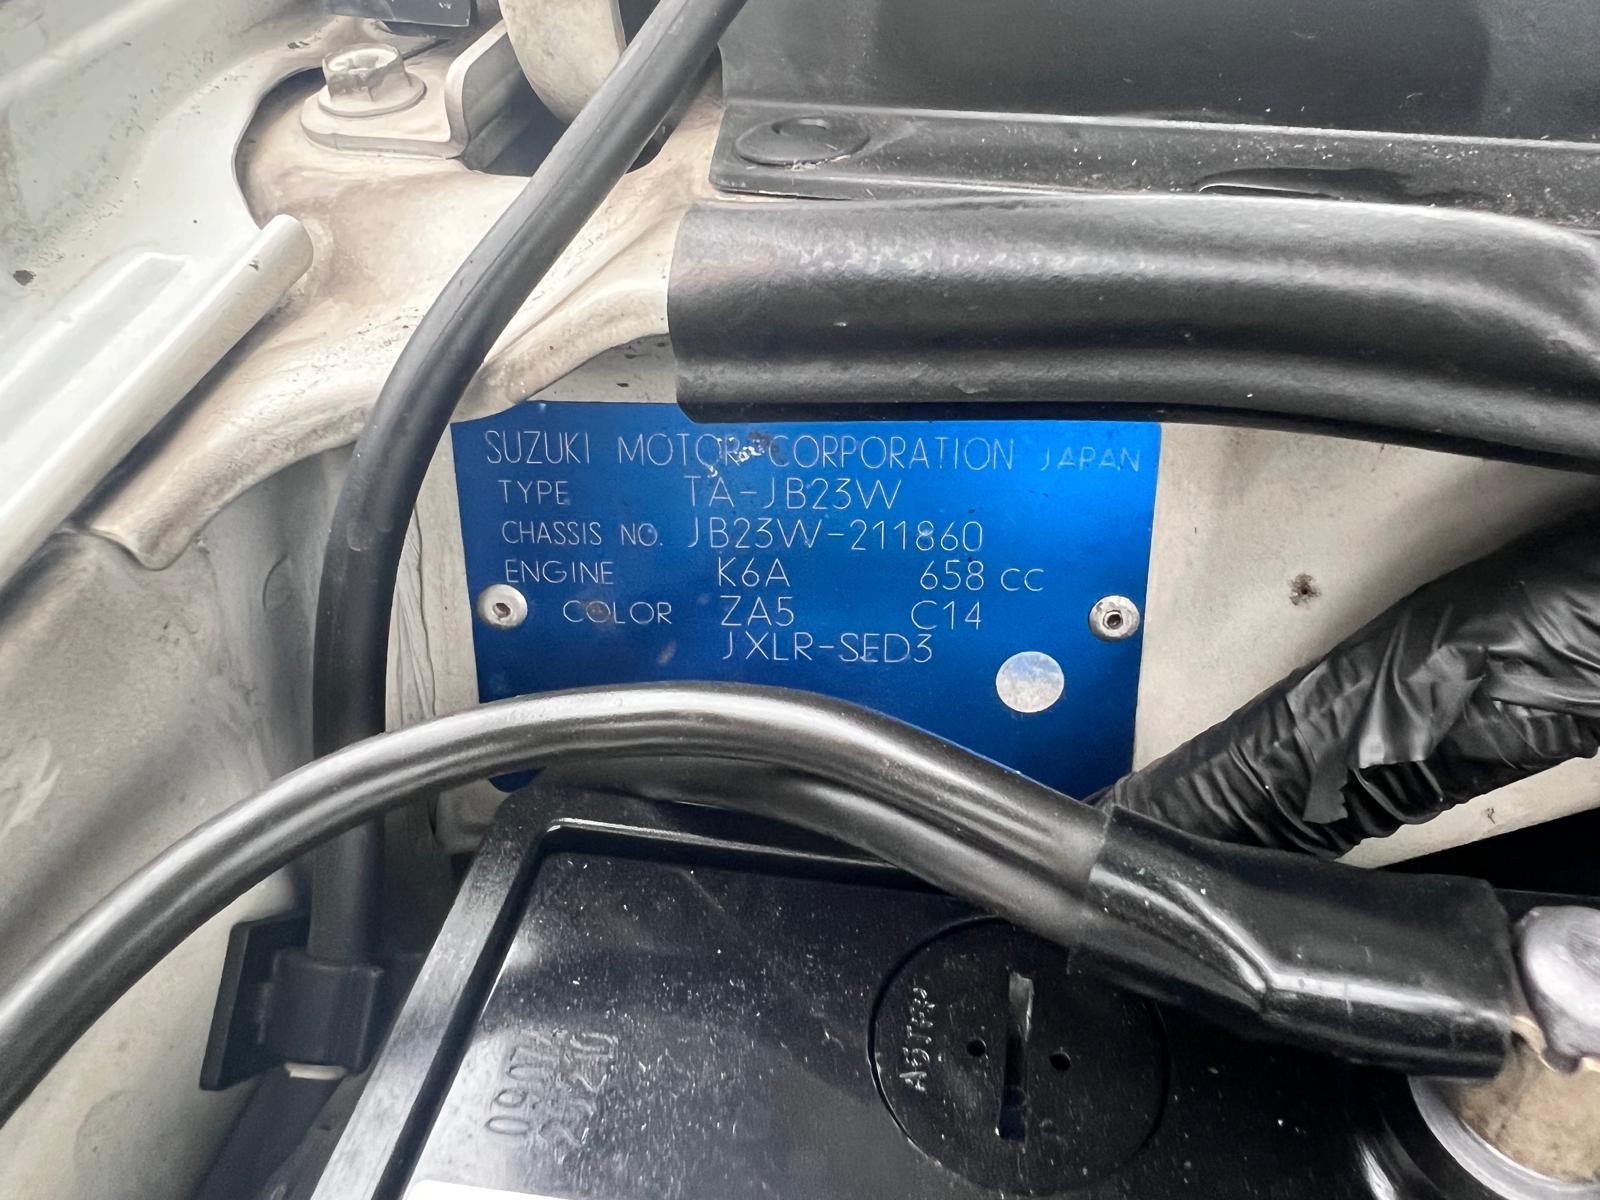 SUZUKI MOTOR CORPORATION JAPAN
TYPE TA-JB23W
CHASSIS NO. JB23W-211860
ENGINE K6A 658 CC
COLOR ZA5 C14
JXLR-SED3